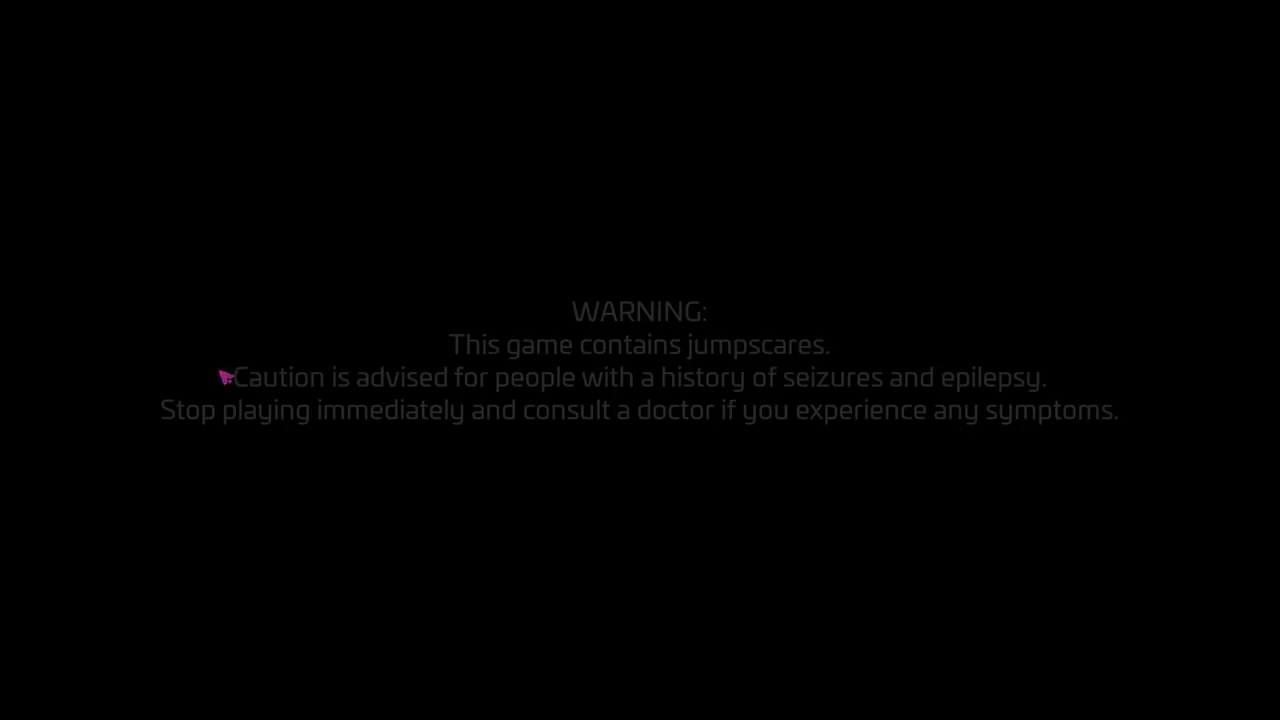 WARNING:
This game contains jumpscares.
Caution is advised for people with a history of seizures and epilepsy.
Stop playing immediately and consult a doctor if you experience any symptoms.